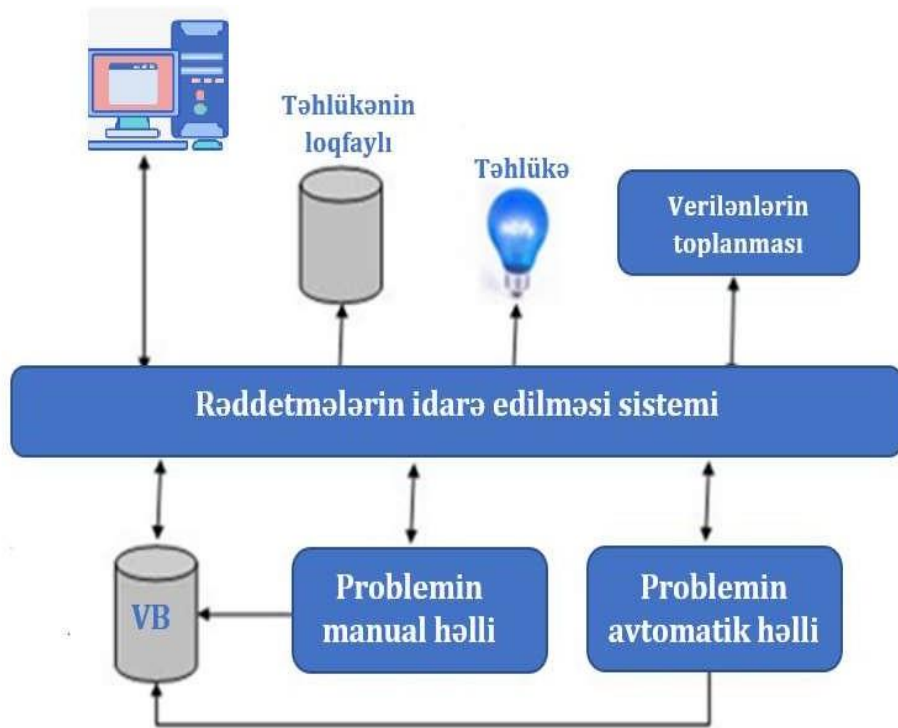 Təhlükənin
loqfaylı
Təhlükə
Verilənlərin
toplanması
Rəddetmələrin idarə edilməsi sistemi
VB
Problemin
manual həlli
Problemin
avtomatik həlli